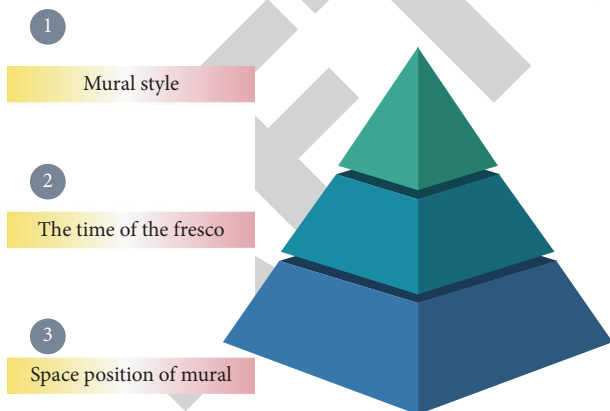 1
Mural style
2
The time of the fresco
3
Space position of mural